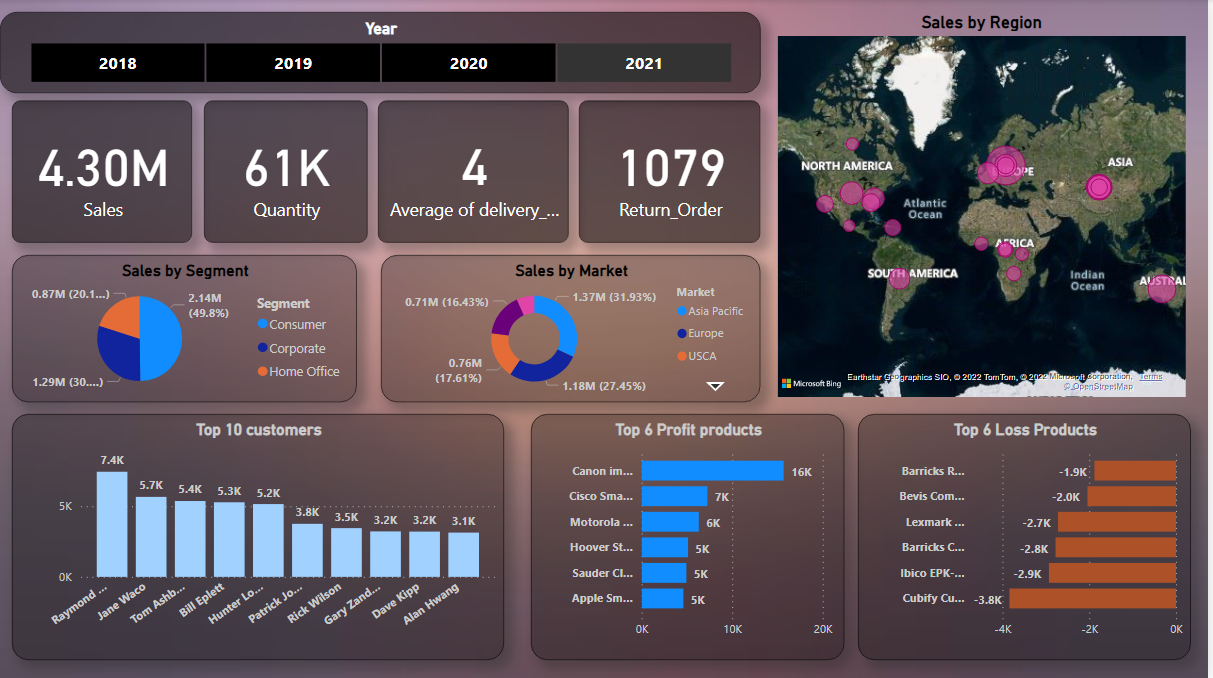 Year
2018 2019 2020 2021
4.30M
Sales
61K
Quantity
4
Average of delivery_...
1079
Return_Order
Sales by Region
NORTH AMERICA
ASIA
Atlantic
Ocean
AFRICA
SOUTH AMERICA
Indian
Ocean
AUSTRAL
Microsoft Bing
Earthstar Geographics SIO, © 2022 TomTom, © 2022 Microsoft Corporation, Terms
© OpenStreetMap
Sales by Segment
0.87M (20.1...)
2.14M
(49.8%)
1.29M (30....)
Segment
Consumer
Corporate
Home Office
Sales by Market
0.71M (16.43%)
1.37M (31.93%)
0.76M
(17.61%)
1.18M (27.45%)
Market
Asia Pacific
Europe
USCA
Top 10 customers
7.4K
5.7K
5.4K
5.3K
5.2K
3.8K
3.5K
3.2K
3.2K
3.1K
5K
0K
Raymond ...
Jane Waco
Tom Ashb...
Bill Eplett
Hunter Lo...
Patrick Jo...
Rick Wilson
Gary Zand...
Dave Kipp
Alan Hwang
Top 6 Profit products
Canon im... 16K
Cisco Sma... 7K
Motorola ... 6K
Hoover St... 5K
Sauder Cl... 5K
Apple Sm... 5K
0K 10K 20K
Top 6 Loss Products
Barricks R... -1.9K
Bevis Com... -2.0K
Lexmark ... -2.7K
Barricks C... -2.8K
Ibico EPK-... -2.9K
Cubify Cu... -3.8K
-4K -2K 0K